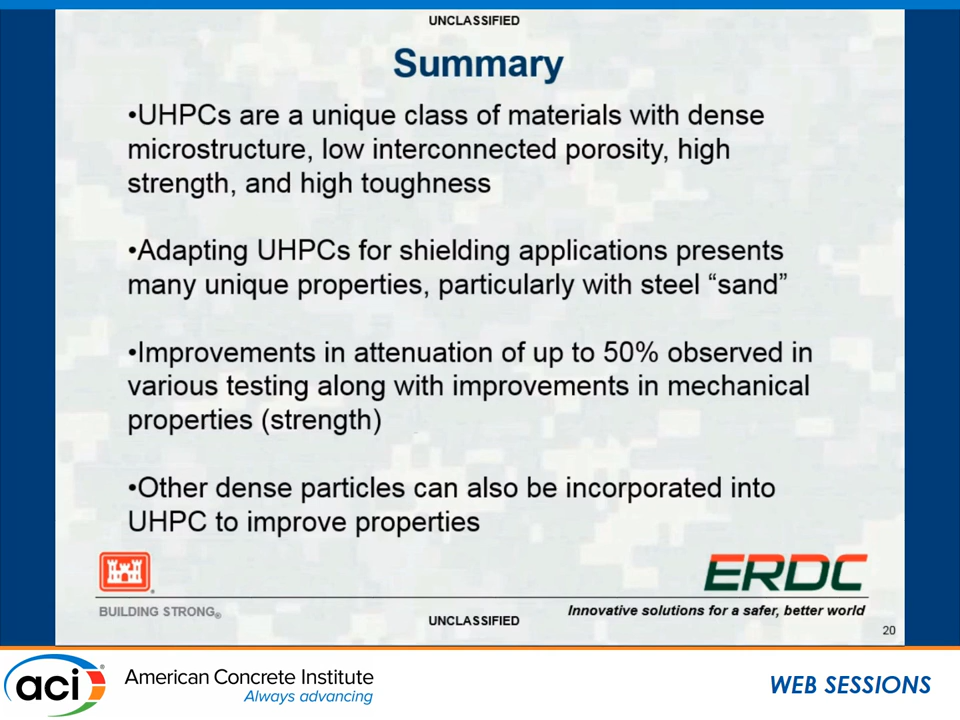 UNCLASSIFIED
Summary
•UHPCs are a unique class of materials with dense
microstructure, low interconnected porosity, high
strength, and high toughness
•Adapting UHPCs for shielding applications presents
many unique properties, particularly with steel “sand”
•Improvements in attenuation of up to 50% observed in
various testing along with improvements in mechanical
properties (strength)
•Other dense particles can also be incorporated into
UHPC to improve properties
ERDC
BUILDING STRONG®
Innovative solutions for a safer, better world
UNCLASSIFIED
20
aci®
American Concrete Institute
Always advancing
WEB SESSIONS